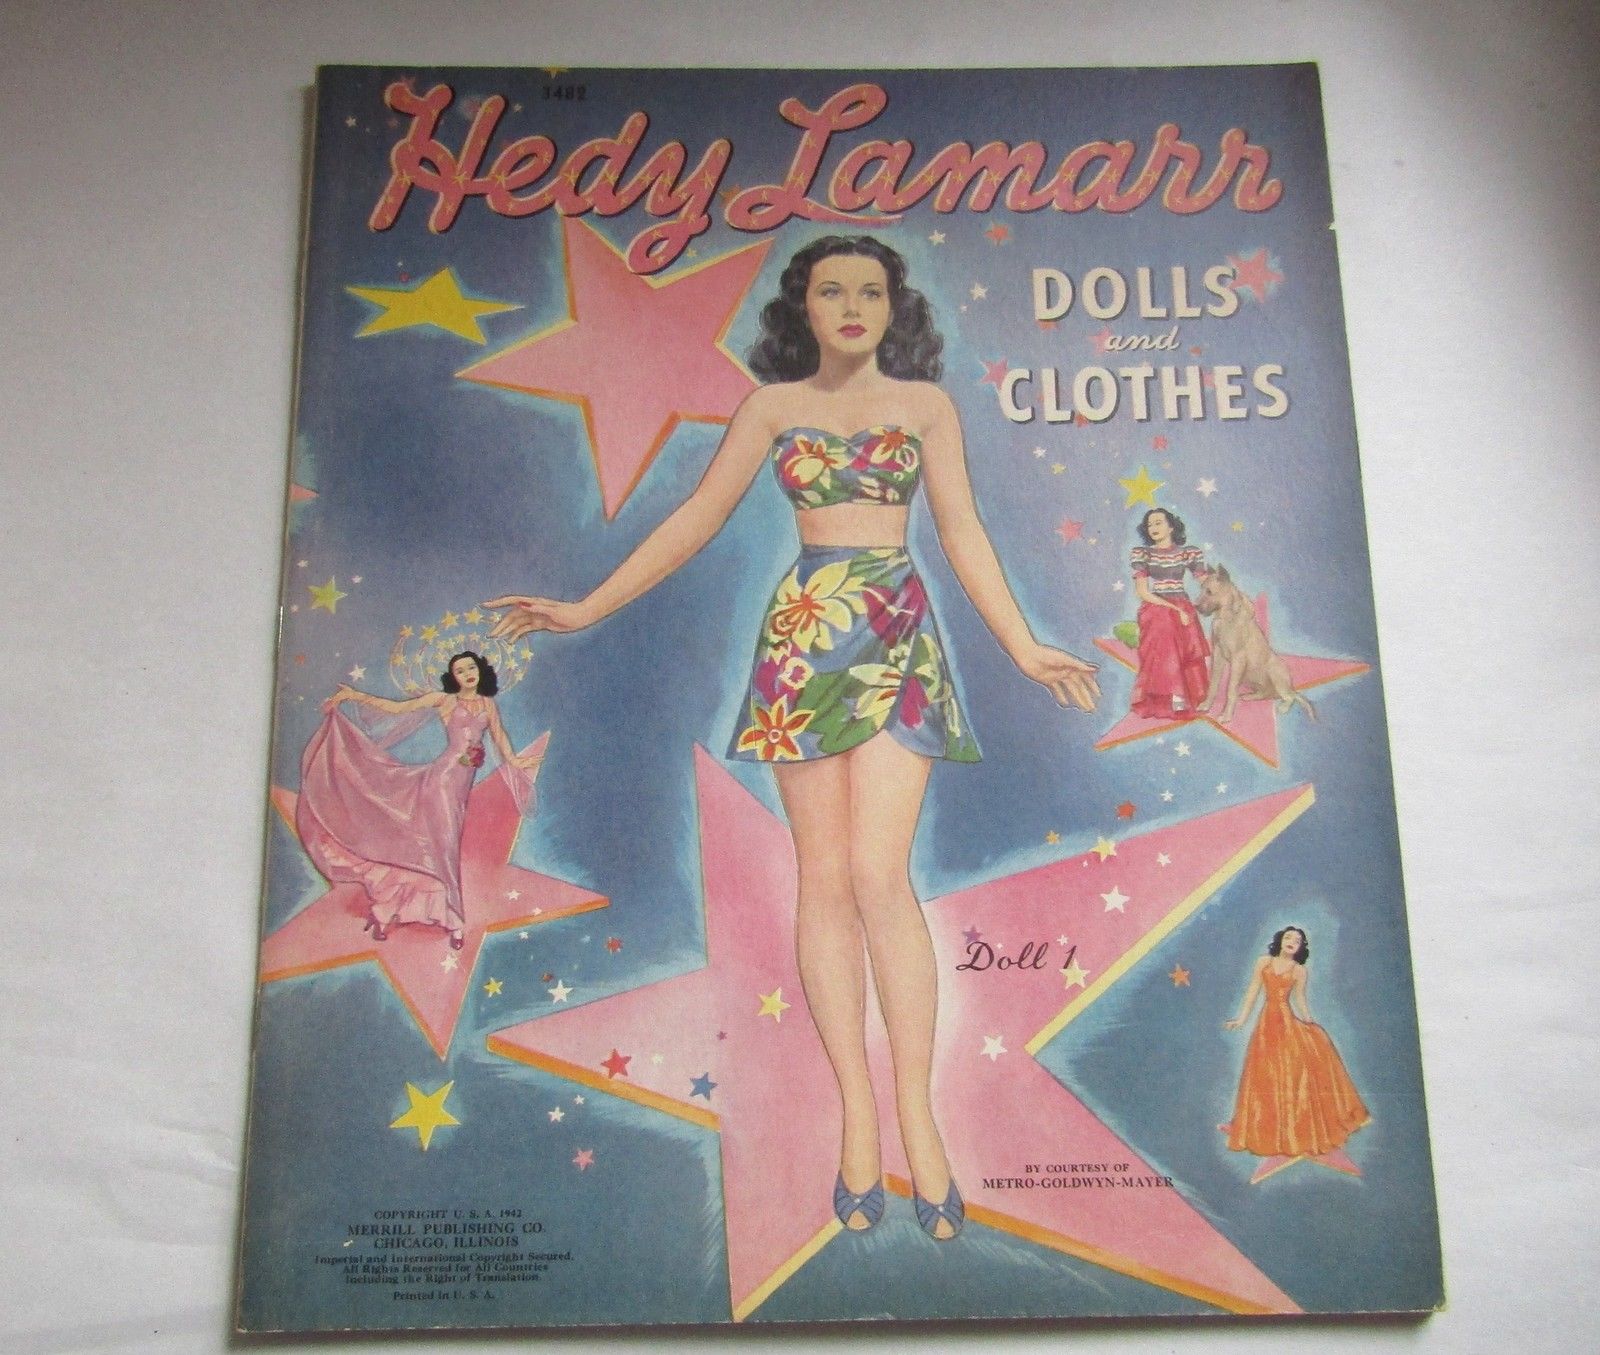 3482
Hedy Lamarr
DOLLS
and
CLOTHES
Doll 1
BY COURTESY OF
METRO-GOLDWYN-MAYER
COPYRIGHT U. S. A. 1942
MERRILL PUBLISHING CO.
CHICAGO, ILLINOIS
Imperial and International Copyright Secured.
All Rights Reserved for All Countries
Including the Right of Translation.
Printed in U. S. A.